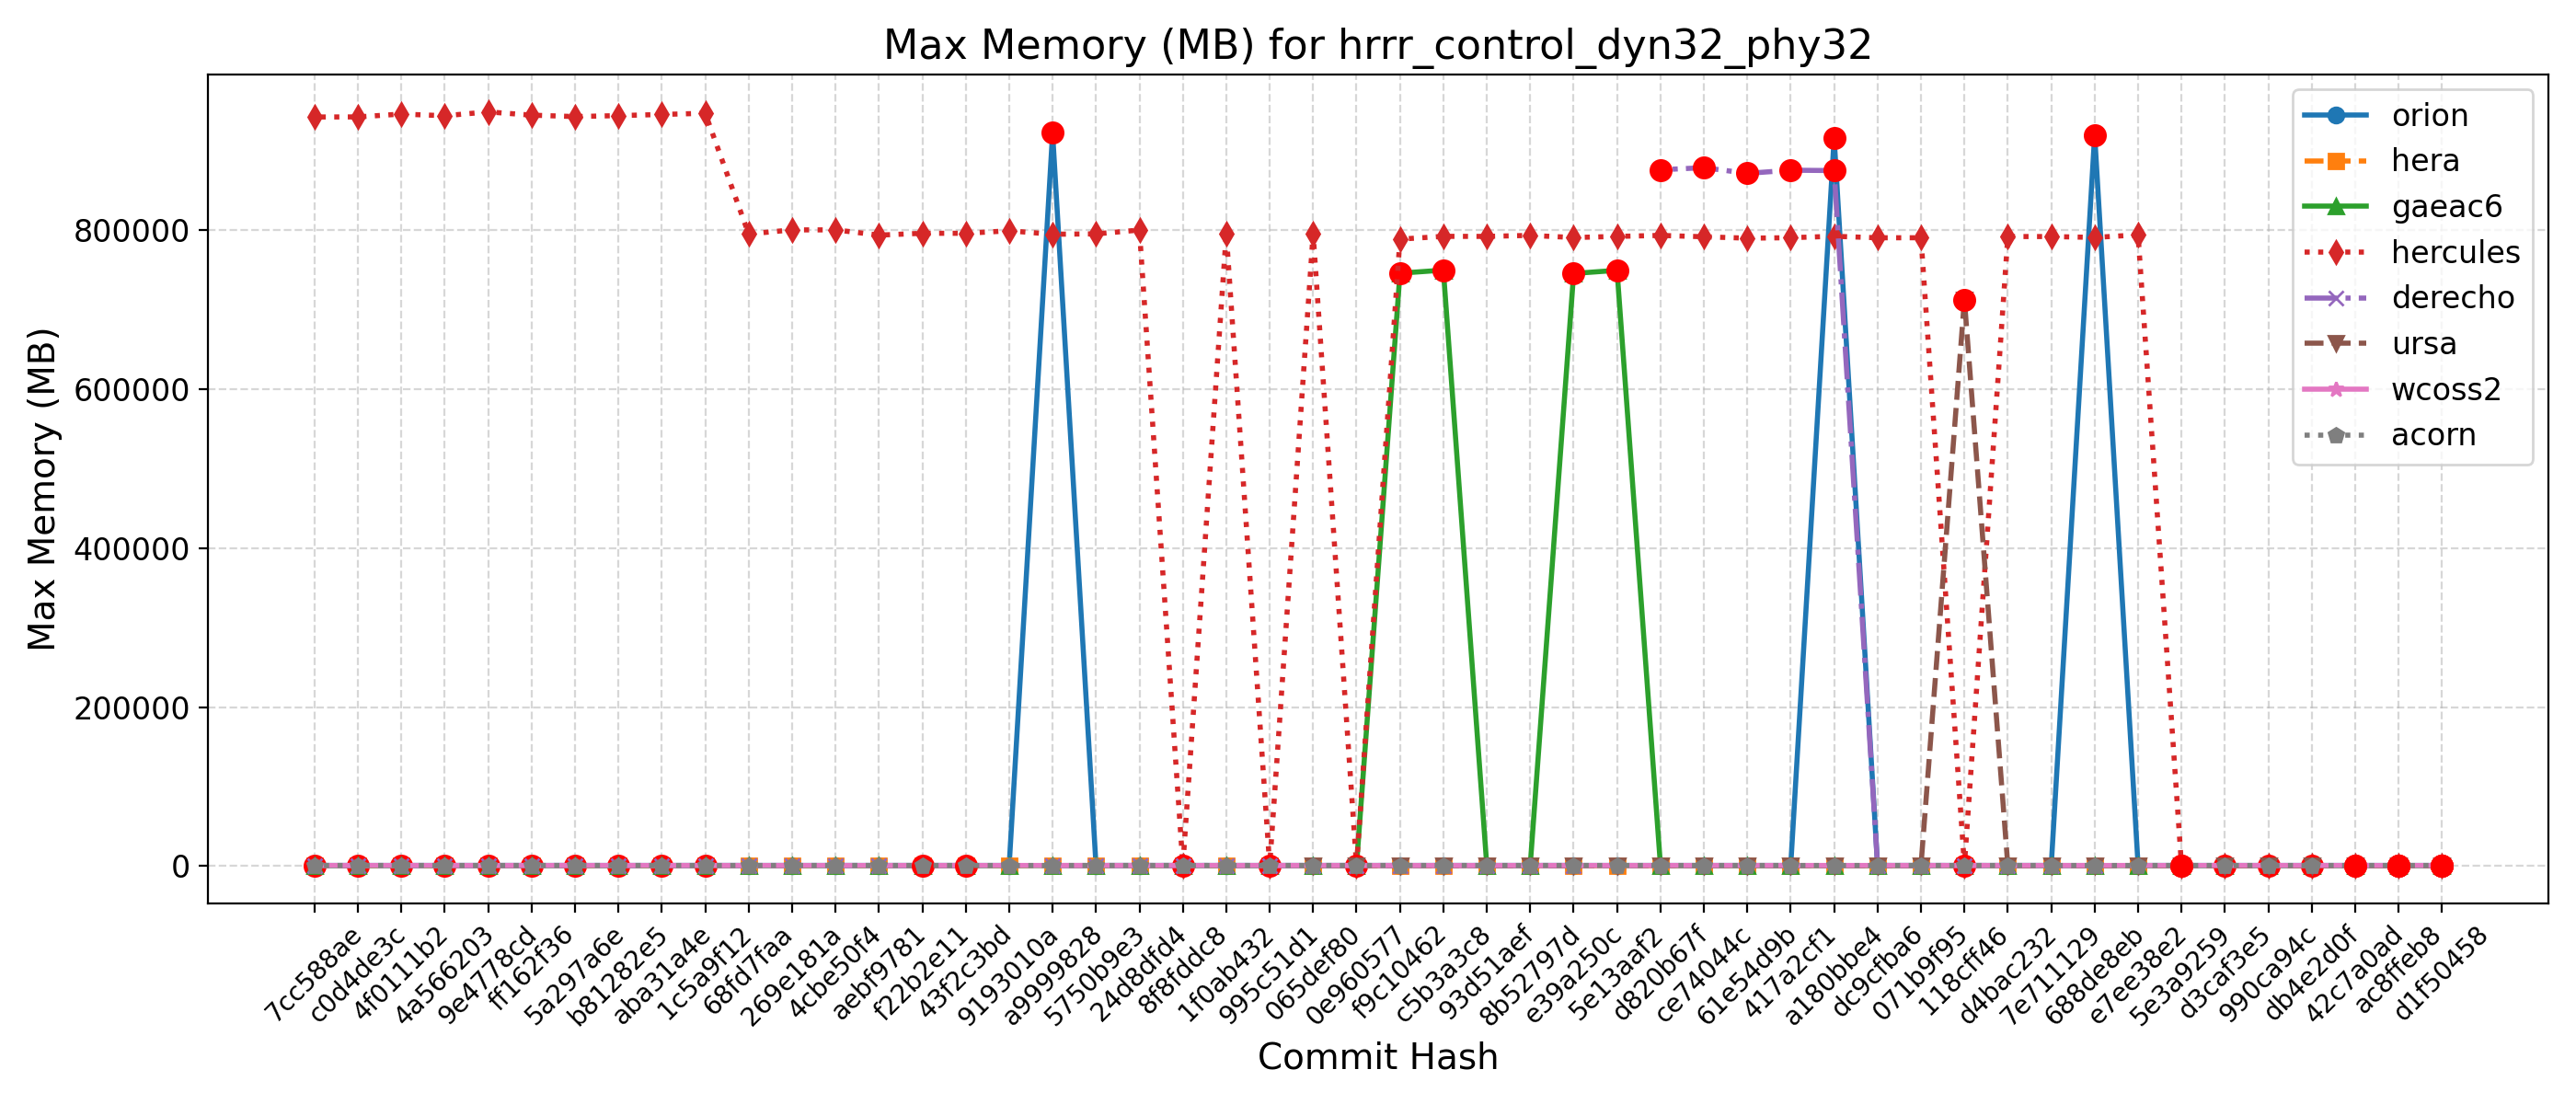 Max Memory (MB) for hrrr_control_dyn32_phy32
Max Memory (MB)
800000
600000
400000
200000
0
orion
hera
gaeac6
hercules
derecho
ursa
wcoss2
acorn
7cc588ae
c0d4de3c
4f0111b2
4a566203
9e4778cd
ff162f36
5a297a6e
b81282e5
aba31a4e
1c5a9f12
68fd7faa
269e181a
4cbe50f4
aebf9781
f22b2e11
43f2c3bd
9193010a
a9999828
5750b9e3
24d8dfd4
8f8fddc8
1f0ab432
995c51d1
065def80
0e960577
f9c10462
c5b3a3c8
93d51aef
8b52797d
e39a250c
5e13aaf2
d820b67f
ce74044c
61e54d9b
417a2cf1
a180bbe4
dc9cfba6
071b9f95
118cff46
d4bac232
7e711129
688de8eb
e7ee38e2
5e3a9259
d3caf3e5
990ca94c
db4e2d0f
42c7a0ad
ac8ffeb8
d1f50458
Commit Hash